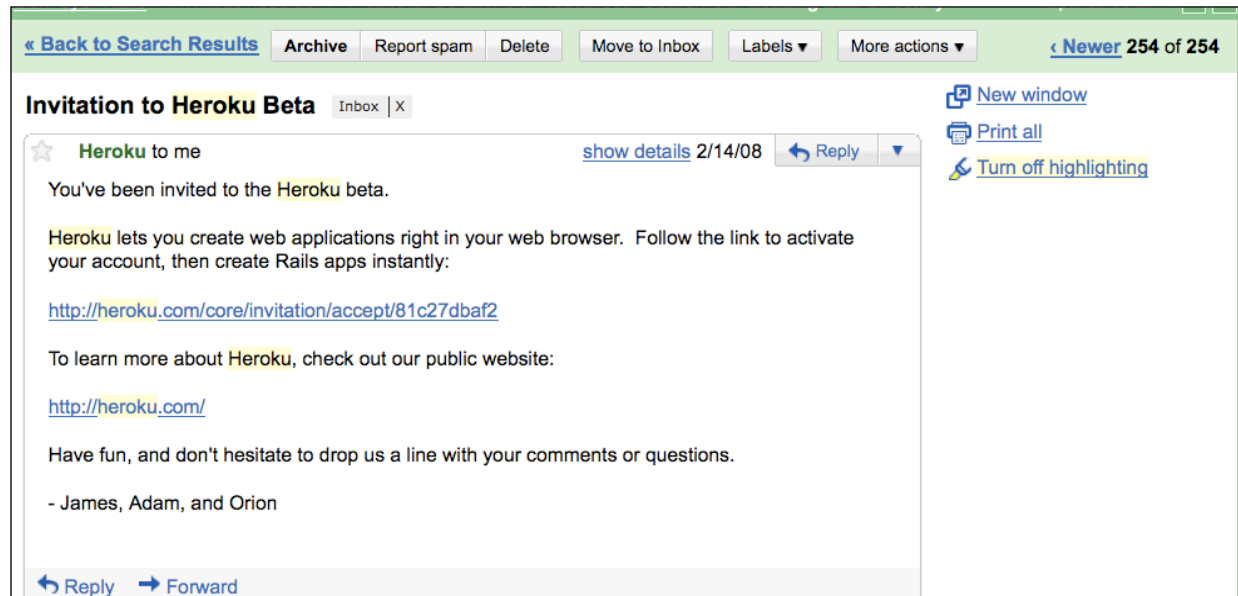 « Back to Search Results Archive Report spam Delete Move to Inbox Labels ▾ More actions ▾ ‹ Newer 254 of 254
Invitation to Heroku Beta Inbox | X
New window
Print all
Turn off highlighting
Heroku to me show details 2/14/08 Reply
You've been invited to the Heroku beta.
Heroku lets you create web applications right in your web browser.  Follow the link to activate
your account, then create Rails apps instantly:
http://heroku.com/core/invitation/accept/81c27dbaf2
To learn more about Heroku, check out our public website:
http://heroku.com/
Have fun, and don't hesitate to drop us a line with your comments or questions.
- James, Adam, and Orion
Reply Forward